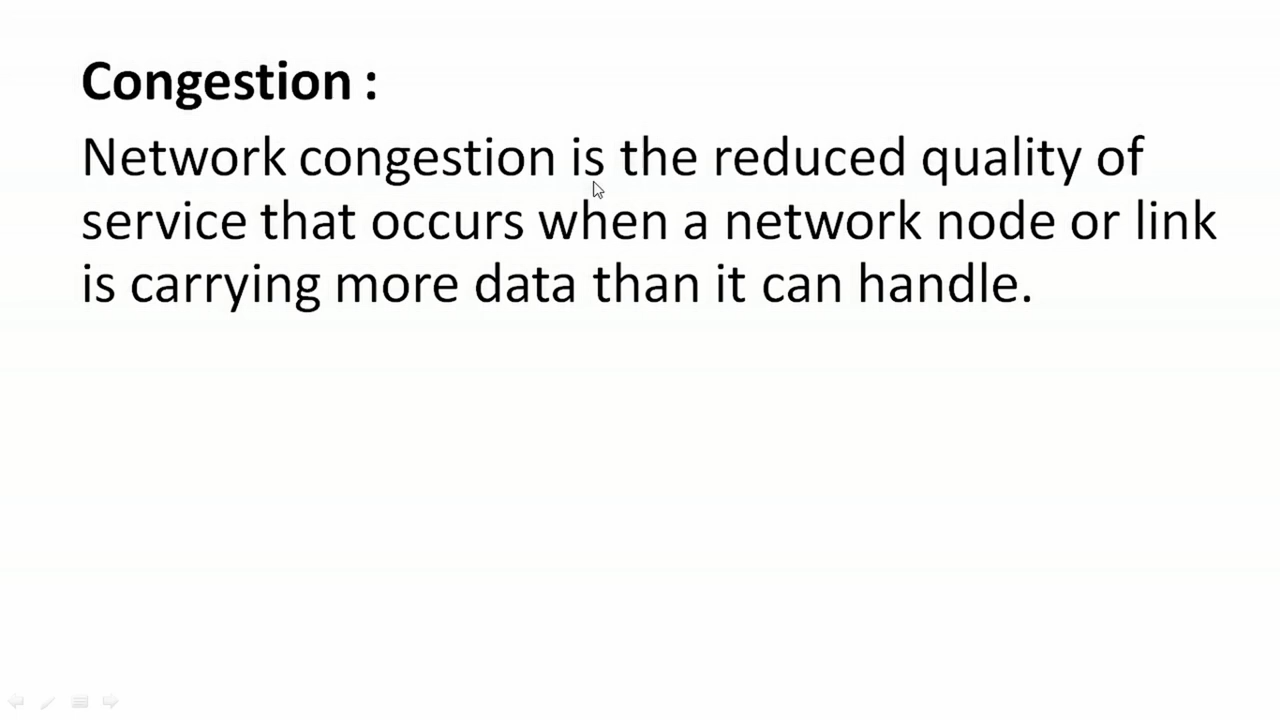 Congestion :
Network congestion is the reduced quality of
service that occurs when a network node or link
is carrying more data than it can handle.